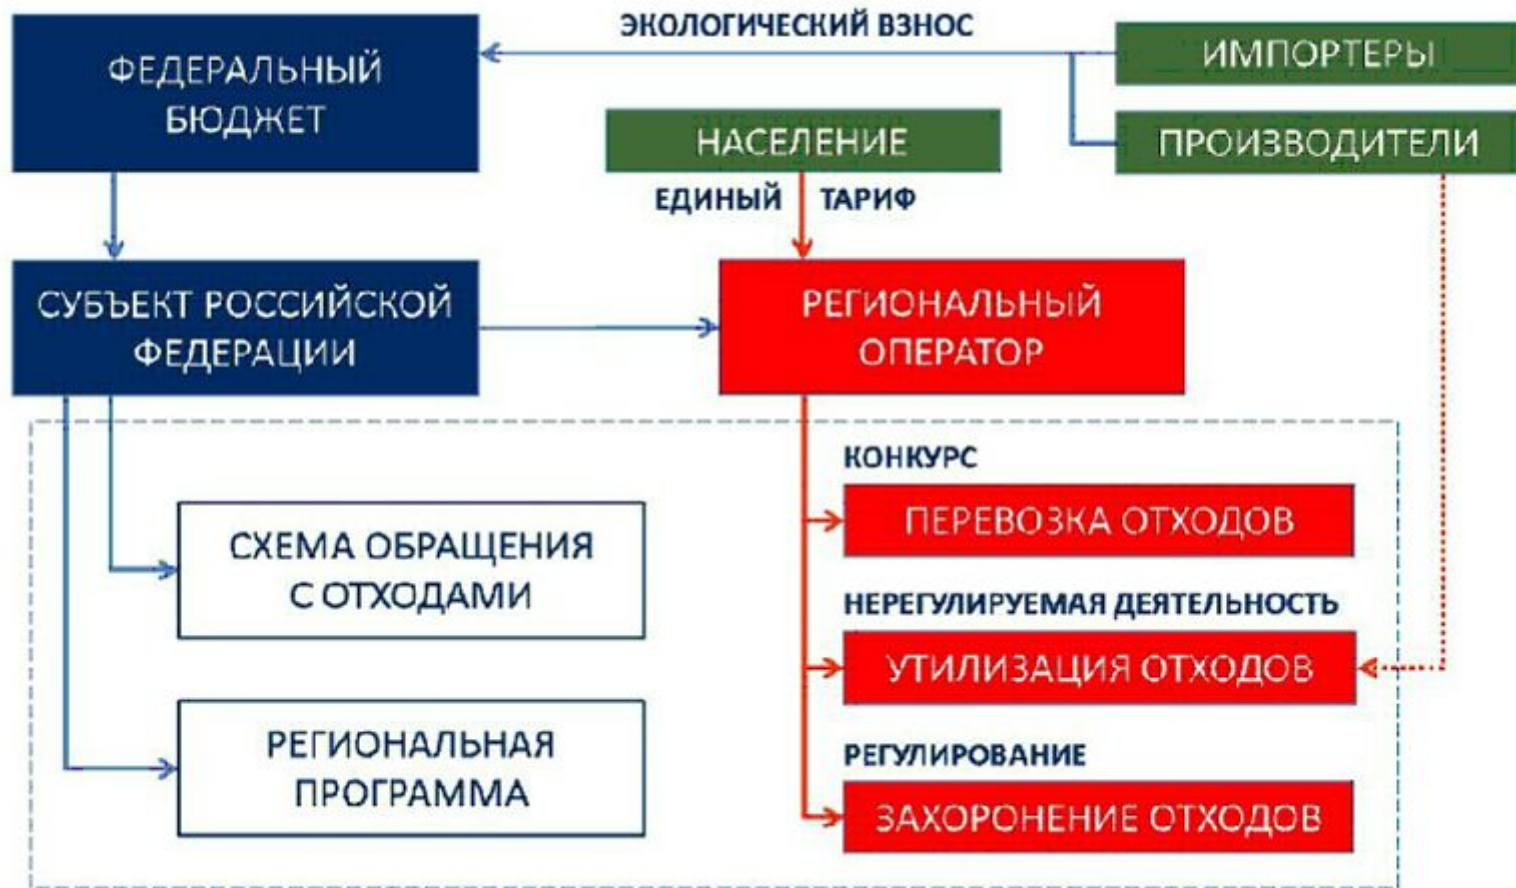 ЭКОЛОГИЧЕСКИЙ ВЗНОС
ФЕДЕРАЛЬНЫЙ
БЮДЖЕТ
ИМПОРТЕРЫ
НАСЕЛЕНИЕ
ПРОИЗВОДИТЕЛИ
ЕДИНЫЙ ТАРИФ
СУБЪЕКТ РОССИЙСКОЙ
ФЕДЕРАЦИИ
РЕГИОНАЛЬНЫЙ
ОПЕРАТОР
КОНКУРС
ПЕРЕВОЗКА ОТХОДОВ
СХЕМА ОБРАЩЕНИЯ
С ОТХОДАМИ
НЕРЕГУЛИРУЕМАЯ ДЕЯТЕЛЬНОСТЬ
УТИЛИЗАЦИЯ ОТХОДОВ
РЕГИОНАЛЬНАЯ
ПРОГРАММА
РЕГУЛИРОВАНИЕ
ЗАХОРОНЕНИЕ ОТХОДОВ